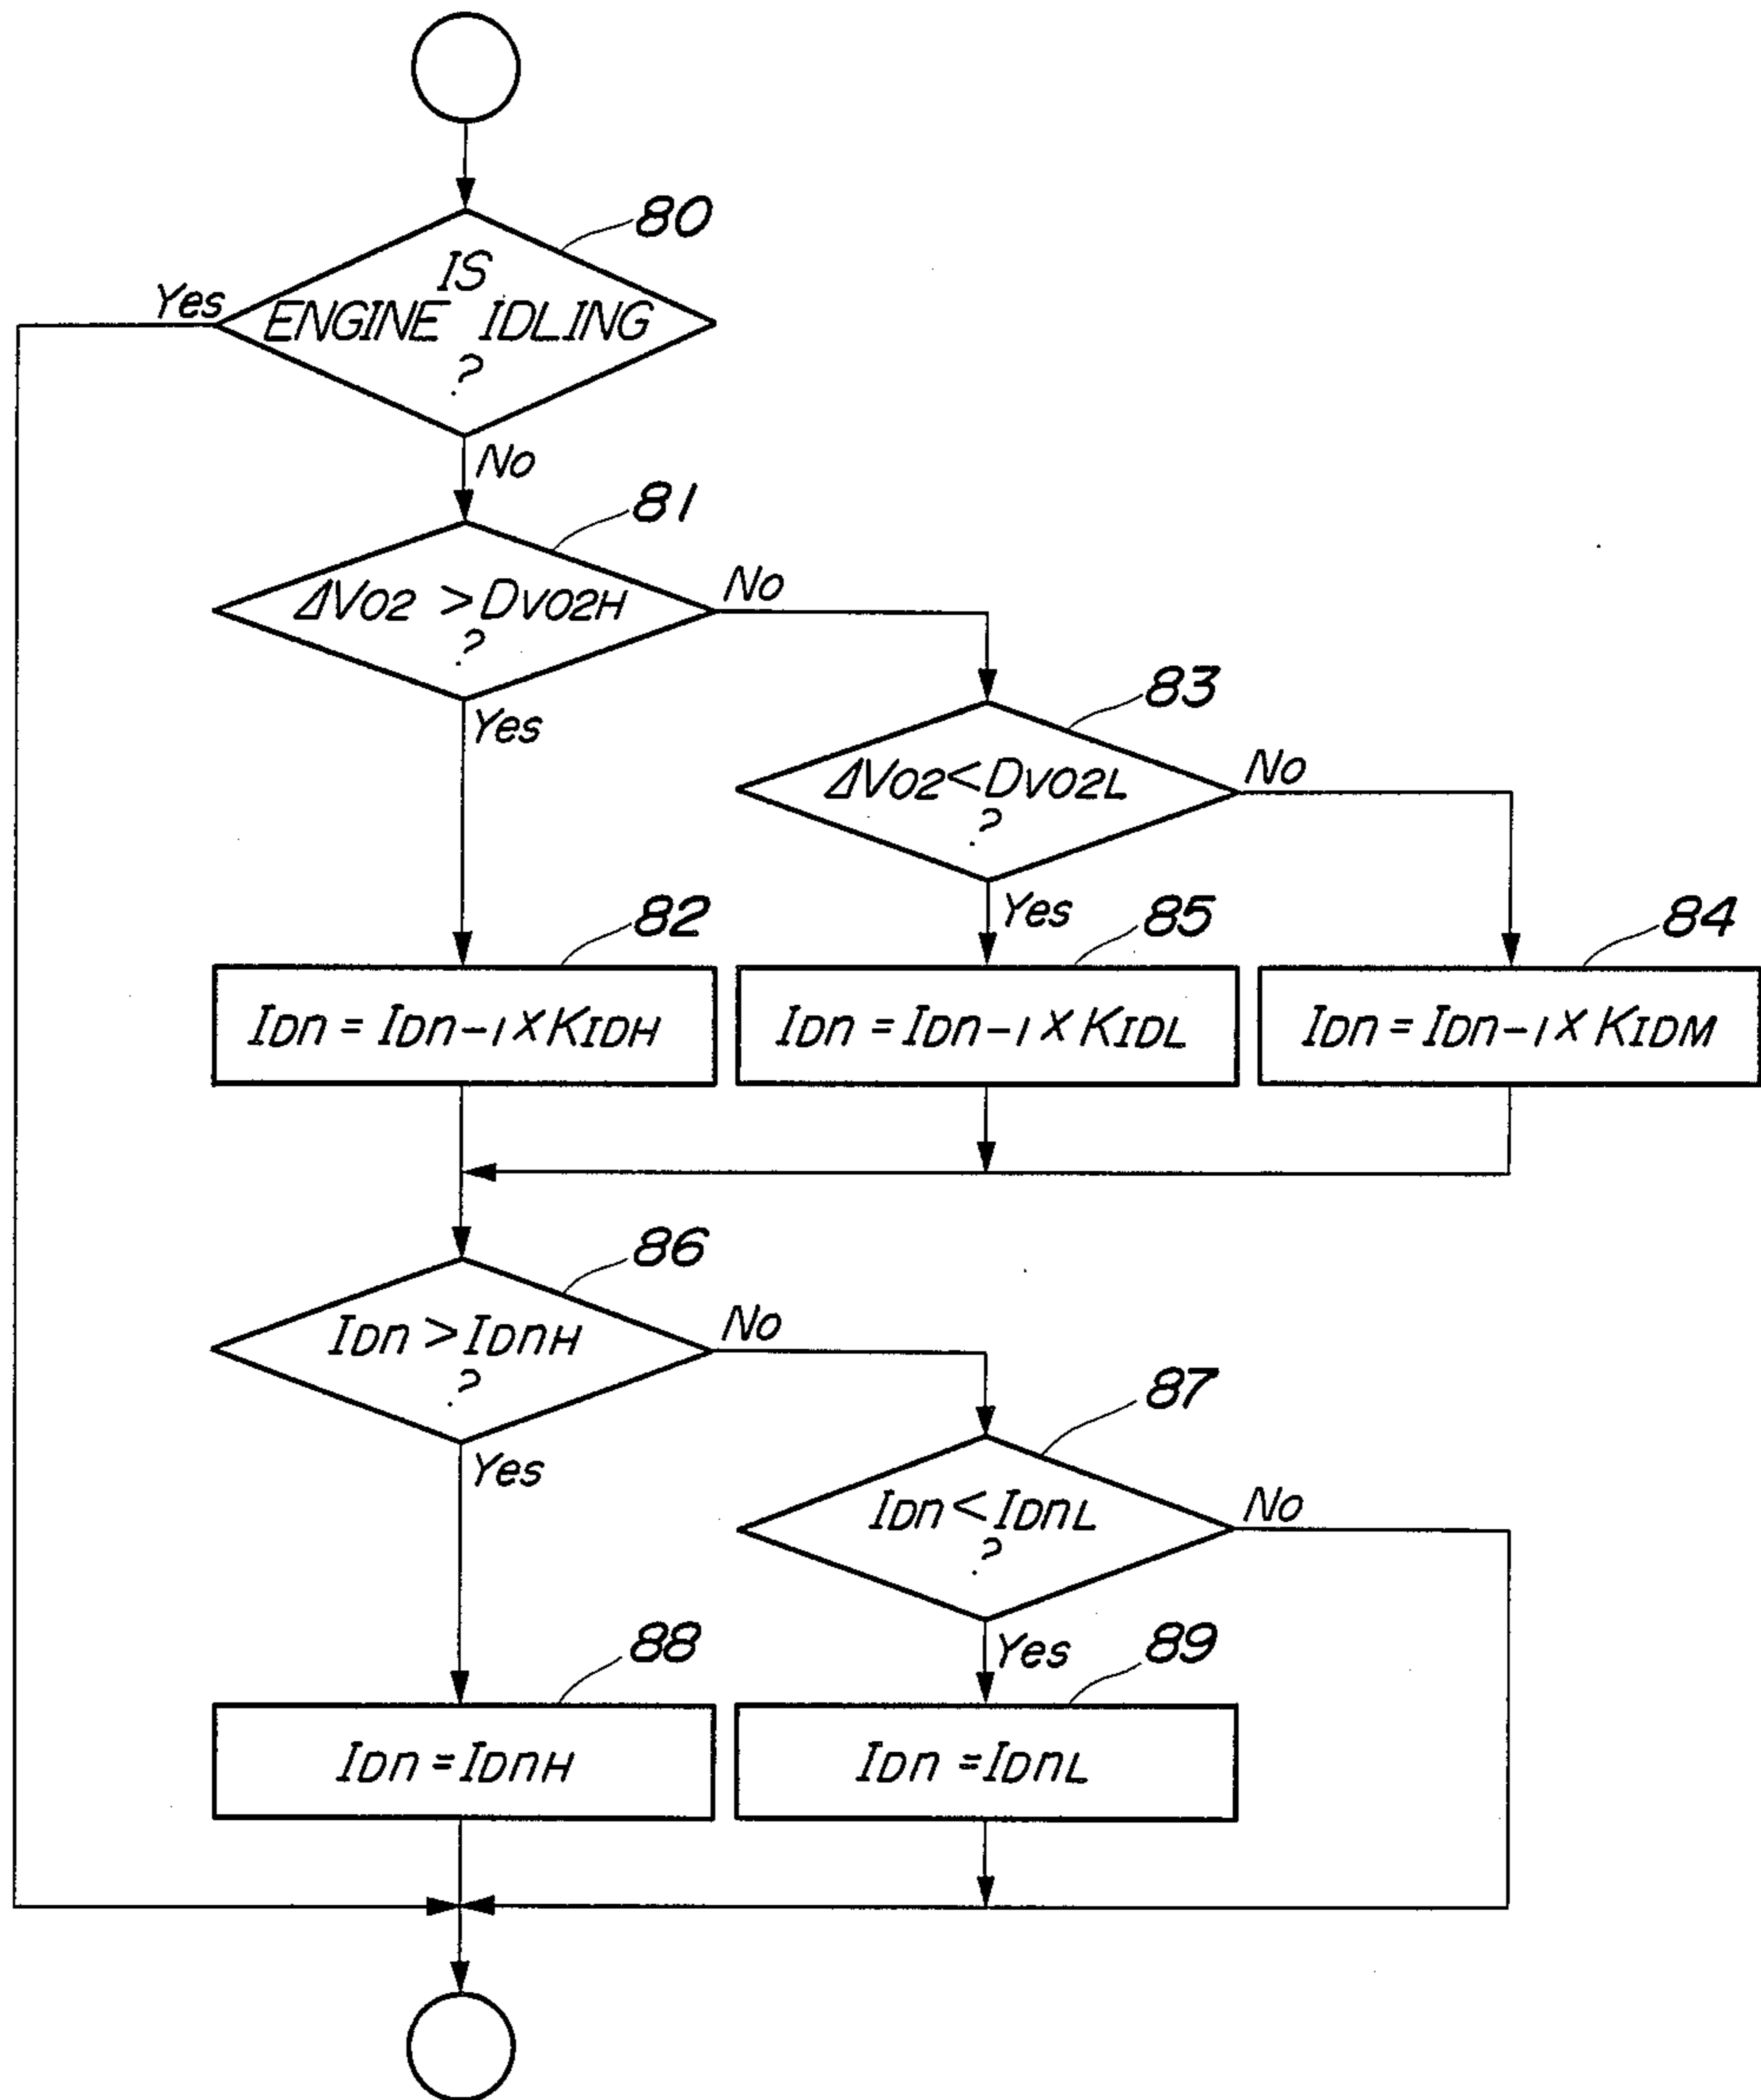 80
IS
ENGINE IDLING
?
Yes
No
81
ΔVO2 > DVO2H
?
No
Yes
83
ΔVO2 < DVO2L
?
No
Yes
82
85
84
IDn = IDn-1 × KIDH
IDn = IDn-1 × KIDL
IDn = IDn-1 × KIDM
86
IDn > IDnH
?
No
Yes
87
IDn < IDnL
?
No
Yes
88
89
IDn = IDnH
IDn = IDnL